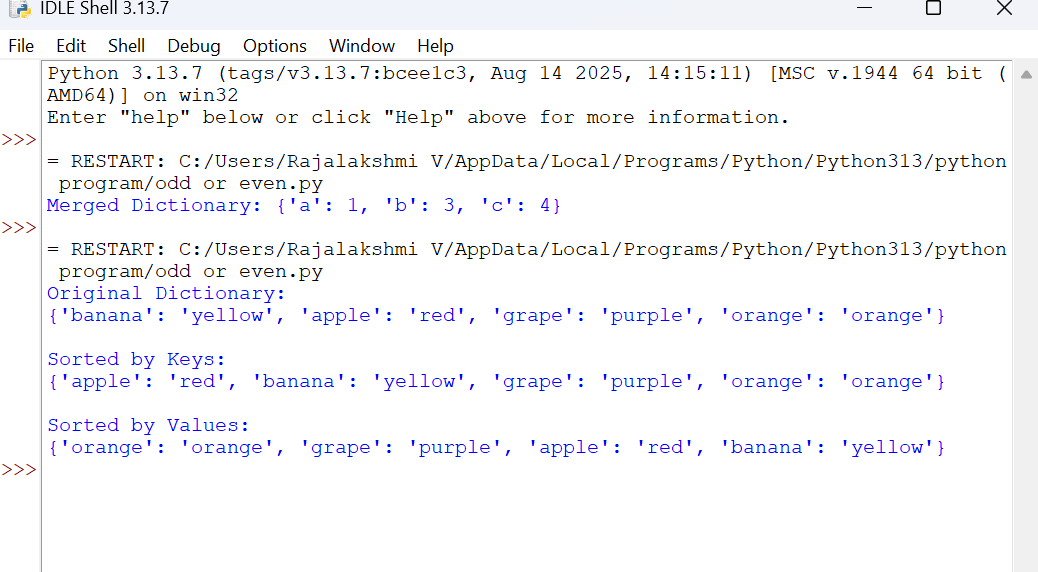 IDLE Shell 3.13.7
File Edit Shell Debug Options Window Help
Python 3.13.7 (tags/v3.13.7:bcee1c3, Aug 14 2025, 14:15:11) [MSC v.1944 64 bit (
AMD64)] on win32
Enter "help" below or click "Help" above for more information.
>>>
= RESTART: C:/Users/Rajalakshmi V/AppData/Local/Programs/Python/Python313/python
program/odd or even.py
Merged Dictionary: {'a': 1, 'b': 3, 'c': 4}
>>>
= RESTART: C:/Users/Rajalakshmi V/AppData/Local/Programs/Python/Python313/python
program/odd or even.py
Original Dictionary:
{'banana': 'yellow', 'apple': 'red', 'grape': 'purple', 'orange': 'orange'}
Sorted by Keys:
{'apple': 'red', 'banana': 'yellow', 'grape': 'purple', 'orange': 'orange'}
Sorted by Values:
{'orange': 'orange', 'grape': 'purple', 'apple': 'red', 'banana': 'yellow'}
>>>